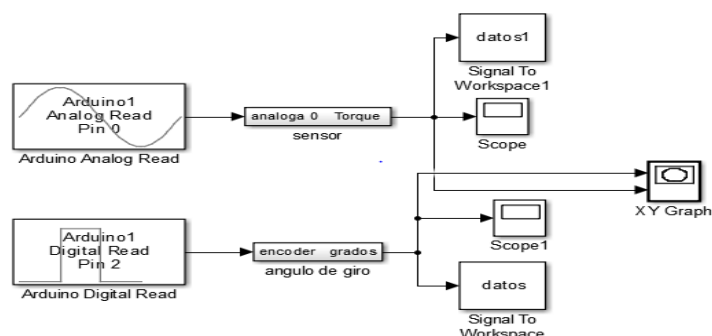 datos1
Signal To
Workspace1
Arduino1
Analog Read
Pin 0
Arduino Analog Read
analoga 0 Torque
sensor
Scope
XY Graph
Arduino1
Digital Read
Pin 2
Arduino Digital Read
encoder grados
angulo de giro
Scope1
datos
Signal To
Workspace